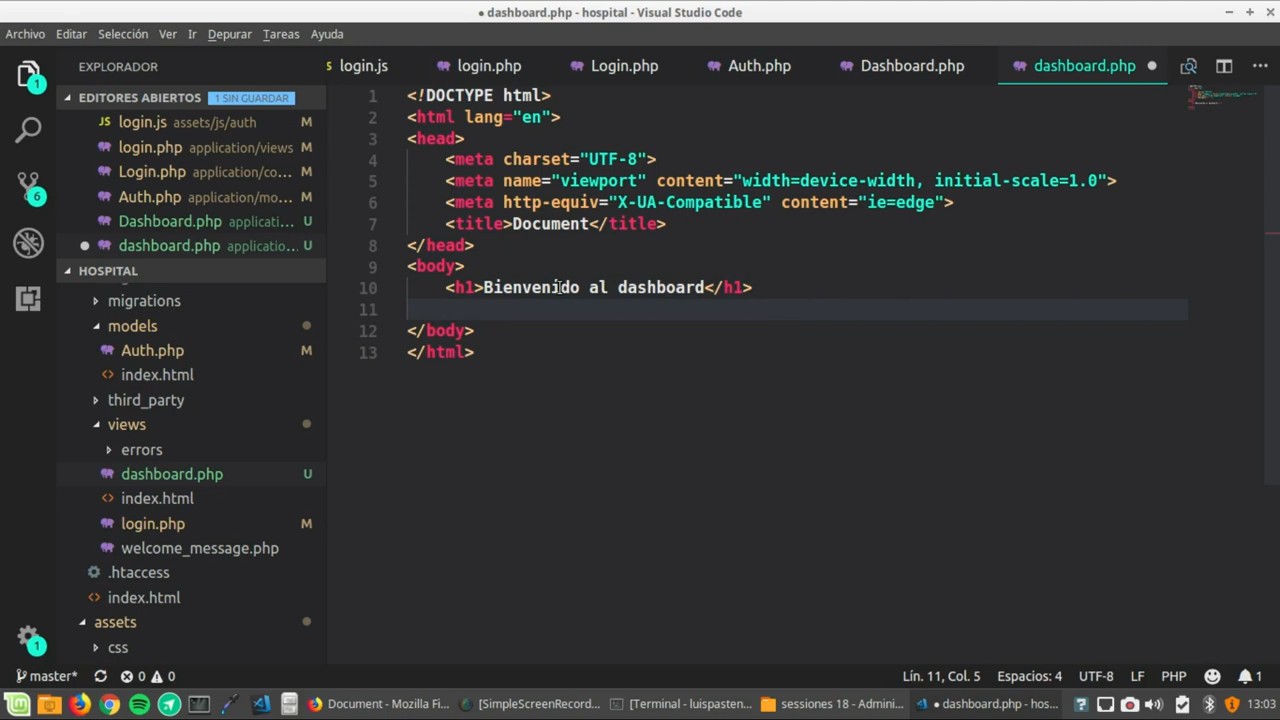 • dashboard.php - hospital - Visual Studio Code
Archivo Editar Selección Ver Ir Depurar Tareas Ayuda
EXPLORADOR
EDITORES ABIERTOS 1 SIN GUARDAR
JS login.js assets/js/auth M
login.php application/views M
Login.php application/co... M
Auth.php application/mo... M
Dashboard.php applicati... U
dashboard.php applicatio... U
HOSPITAL
migrations
models
Auth.php M
index.html
third_party
views
errors
dashboard.php U
index.html
login.php M
welcome_message.php
.htaccess
index.html
assets
css
1
6
1
login.js login.php Login.php Auth.php Dashboard.php dashboard.php
1 <!DOCTYPE html>
2 <html lang="en">
3 <head>
4 <meta charset="UTF-8">
5 <meta name="viewport" content="width=device-width, initial-scale=1.0">
6 <meta http-equiv="X-UA-Compatible" content="ie=edge">
7 <title>Document</title>
8 </head>
9 <body>
10 <h1>Bienvenido al dashboard</h1>
11
12 </body>
13 </html>
master* 0 0 Lín. 11, Col. 5 Espacios: 4 UTF-8 LF PHP 1
Document - Mozilla Fi... [SimpleScreenRecord... [Terminal - luispasten... sessiones 18 - Admini... • dashboard.php - hos... 13:03